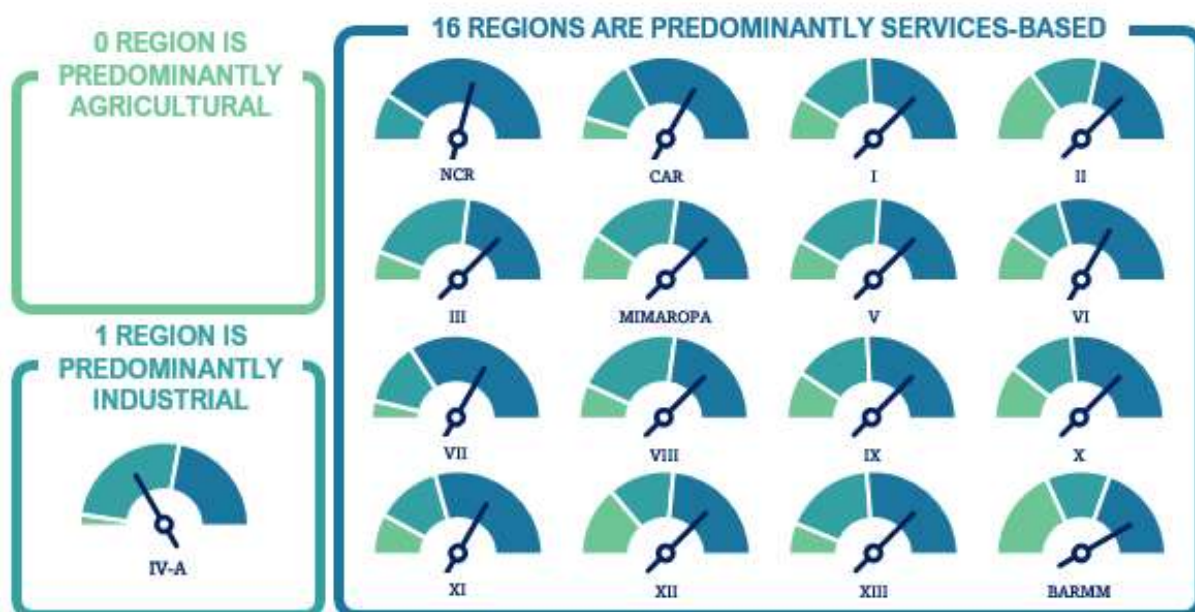 0 REGION IS
PREDOMINANTLY
AGRICULTURAL
1 REGION IS
PREDOMINANTLY
INDUSTRIAL
IV-A
16 REGIONS ARE PREDOMINANTLY SERVICES-BASED
NCR
CAR
I
II
III
MIMAROPA
V
VI
VII
VIII
IX
X
XI
XII
XIII
BARMM